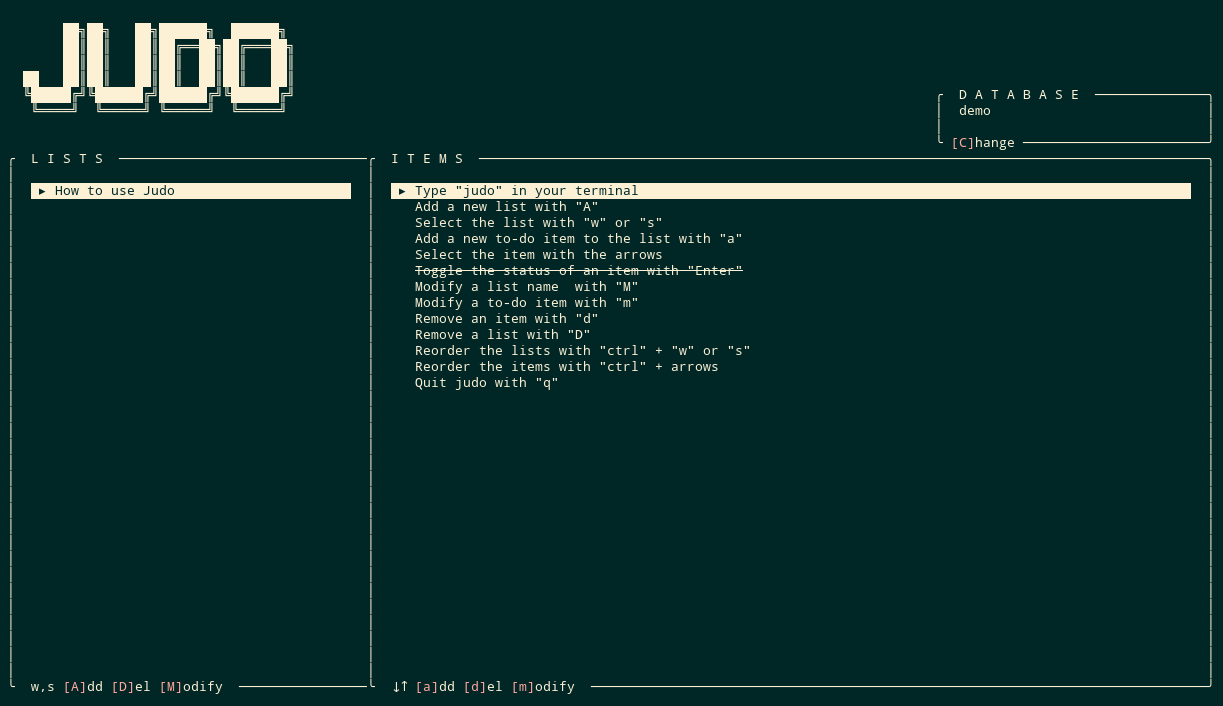 JUDO
D A T A B A S E
demo
[C]hange
L I S T S
▸ How to use Judo
w,s [A]dd [D]el [M]odify
I T E M S
▸ Type "judo" in your terminal
Add a new list with "A"
Select the list with "w" or "s"
Add a new to-do item to the list with "a"
Select the item with the arrows
Toggle the status of an item with "Enter"
Modify a list name  with "M"
Modify a to-do item with "m"
Remove an item with "d"
Remove a list with "D"
Reorder the lists with "ctrl" + "w" or "s"
Reorder the items with "ctrl" + arrows
Quit judo with "q"
↓↑ [a]dd [d]el [m]odify